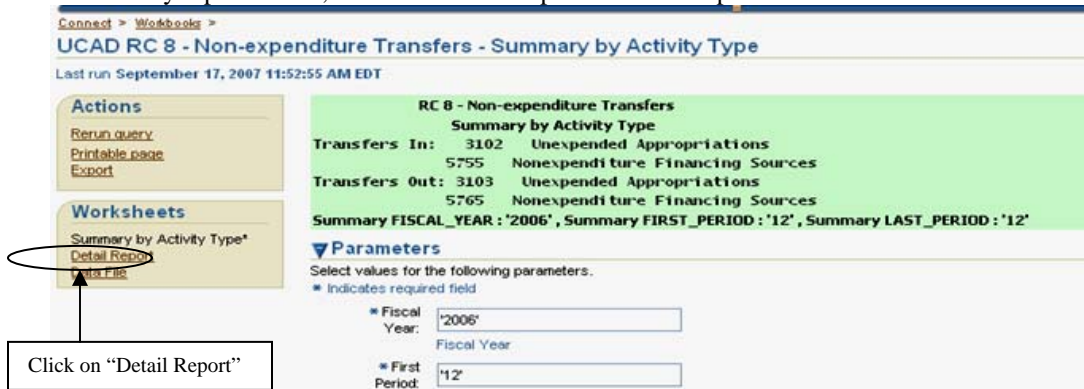 Connect > Workbooks >
UCAD RC 8 - Non-expenditure Transfers - Summary by Activity Type
Last run September 17, 2007 11:52:55 AM EDT
Actions
Rerun query
Printable page
Export
Worksheets
Summary by Activity Type*
Detail Report
Data File
Click on “Detail Report”
RC 8 - Non-expenditure Transfers
Summary by Activity Type
Transfers In: 3102 Unexpended Appropriations
5755 Nonexpenditure Financing Sources
Transfers Out: 3103 Unexpended Appropriations
5765 Nonexpenditure Financing Sources
Summary FISCAL_YEAR : '2006' , Summary FIRST_PERIOD : '12' , Summary LAST_PERIOD : '12'
Parameters
Select values for the following parameters.
* Indicates required field
* Fiscal
Year:
'2006'
Fiscal Year
* First
Period:
'12'